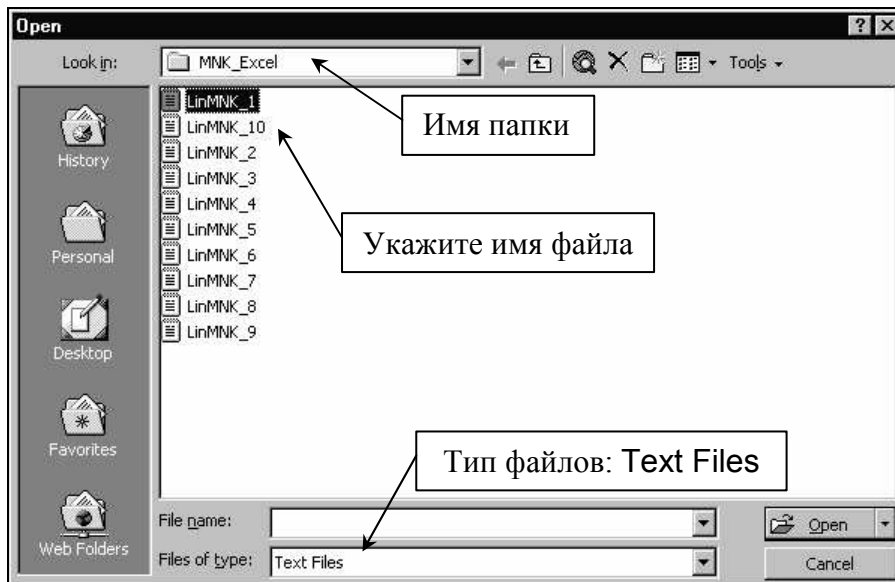 Open
Look in:
MNK_Excel
Tools
History
Personal
Desktop
Favorites
Web Folders
LinMNK_1
LinMNK_10
LinMNK_2
LinMNK_3
LinMNK_4
LinMNK_5
LinMNK_6
LinMNK_7
LinMNK_8
LinMNK_9
Имя папки
Укажите имя файла
Тип файлов: Text Files
File name:
Open
Files of type:
Text Files
Cancel